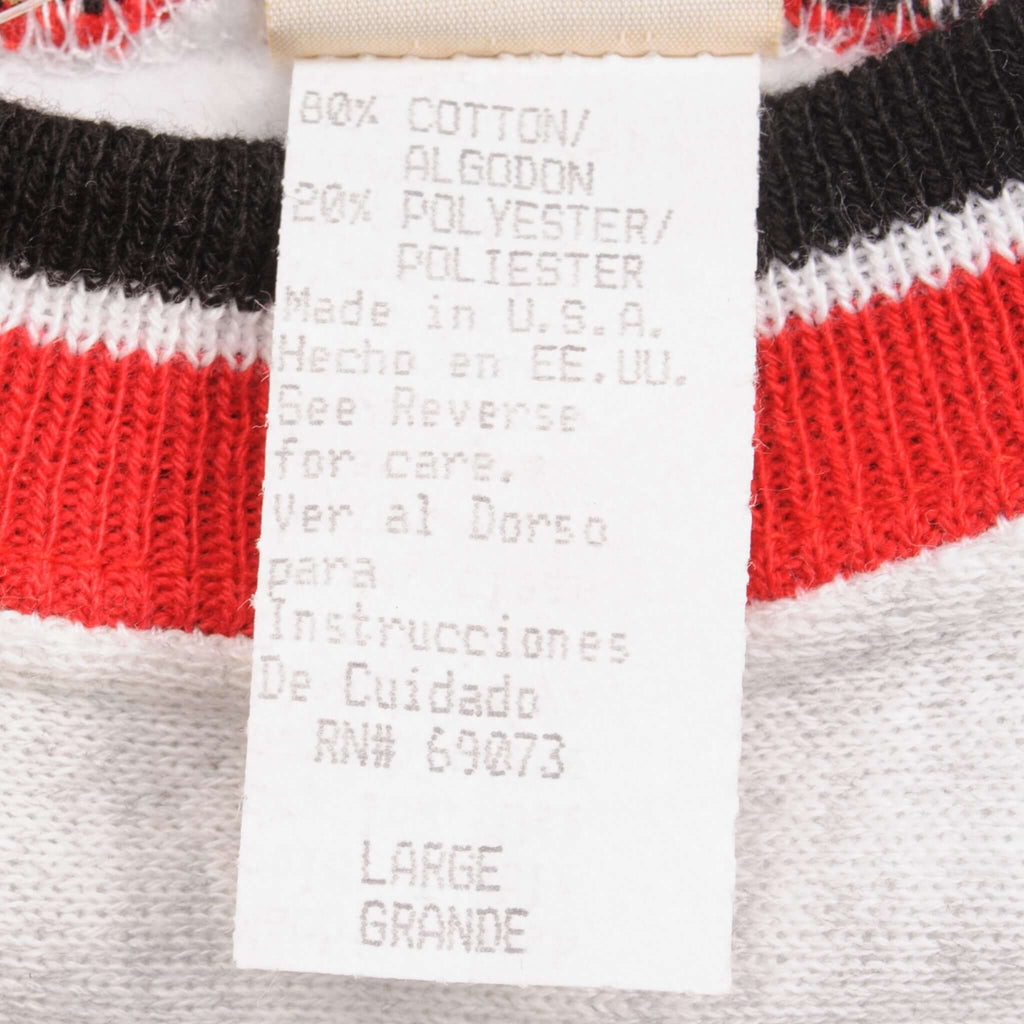 80% COTTON/
ALGODON
20% POLYESTER/
POLIESTER
Made in U.S.A.
Hecho en EE.UU.
See Reverse
for care.
Ver al Dorso
para
Instrucciones
De Cuidado
RN# 69073
LARGE
GRANDE